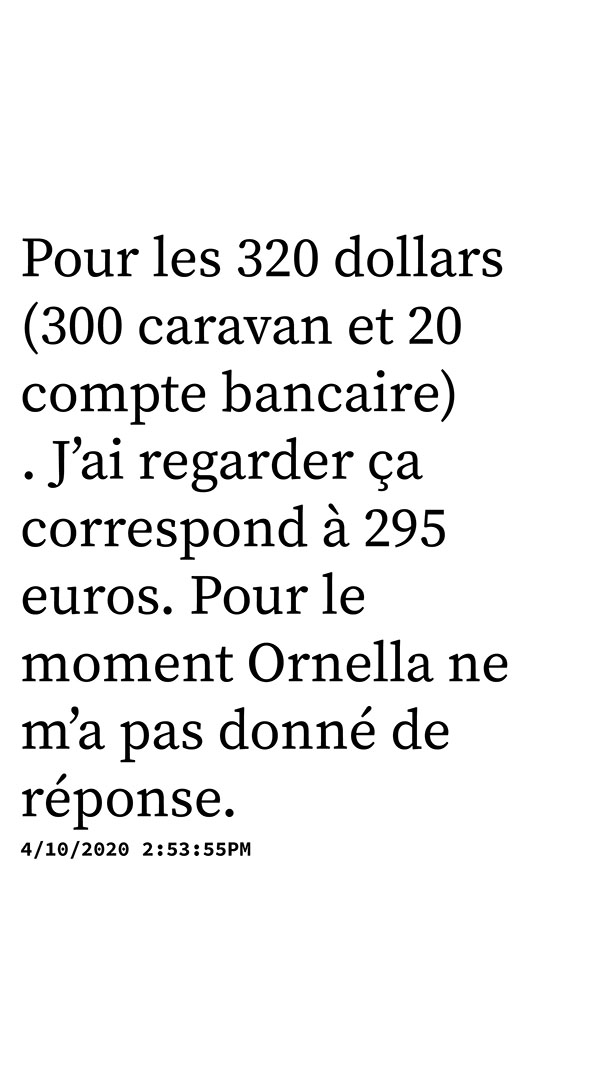 Pour les 320 dollars
(300 caravan et 20
compte bancaire)
. J’ai regarder ça
correspond à 295
euros. Pour le
moment Ornella ne
m’a pas donné de
réponse.
4/10/2020 2:53:55PM